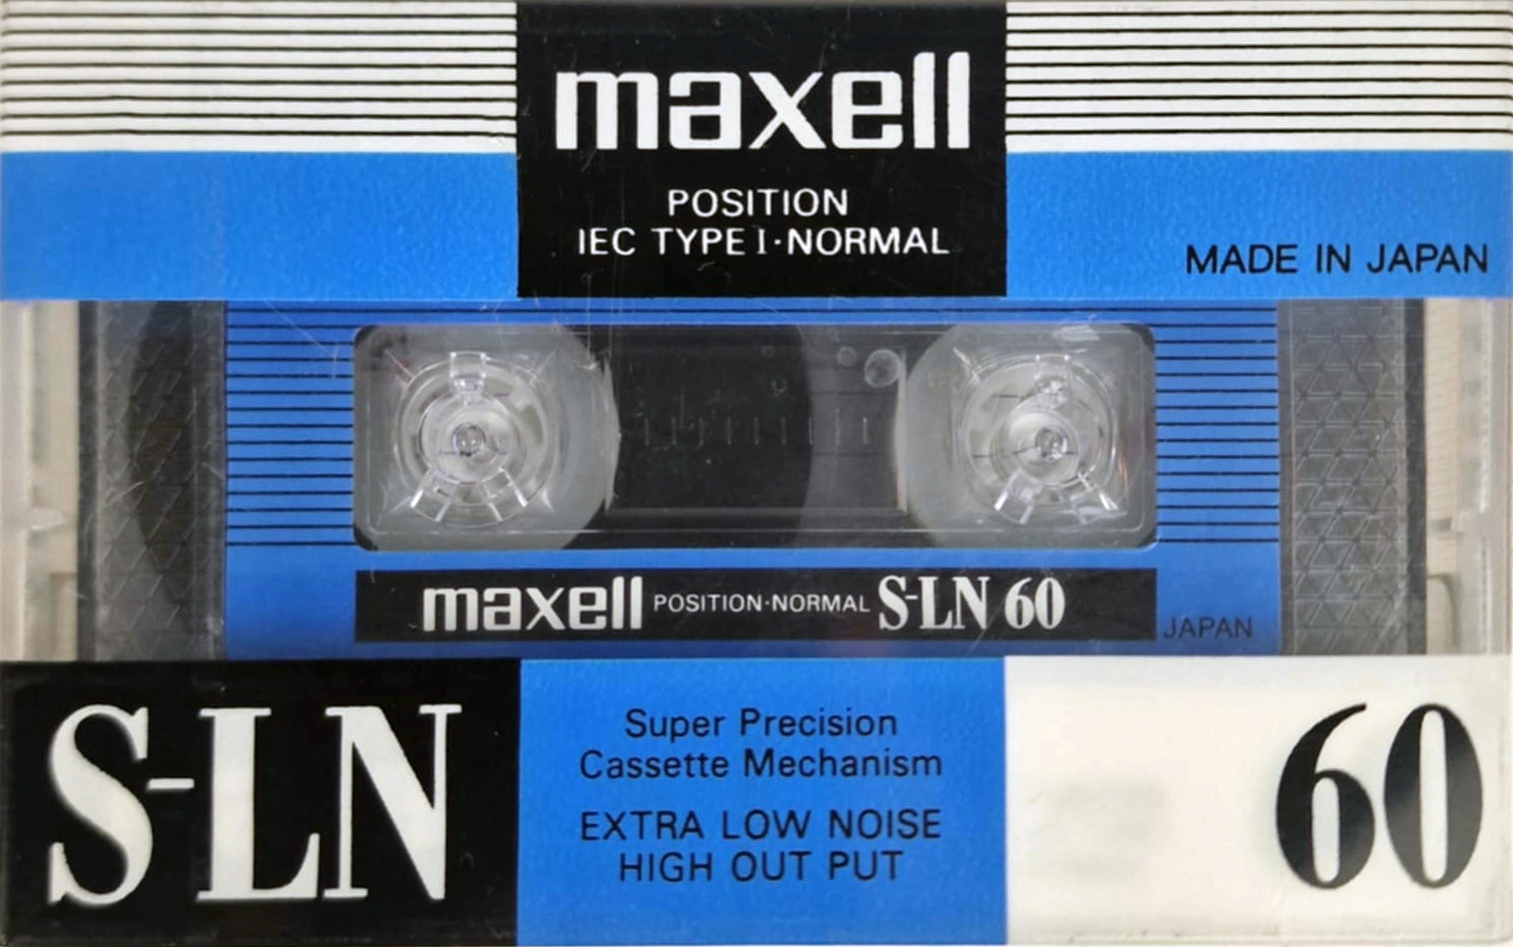 maxell
POSITION
IEC TYPE I·NORMAL
MADE IN JAPAN
maxell POSITION·NORMAL S-LN 60
JAPAN
S-LN
Super Precision
Cassette Mechanism
EXTRA LOW NOISE
HIGH OUT PUT
60